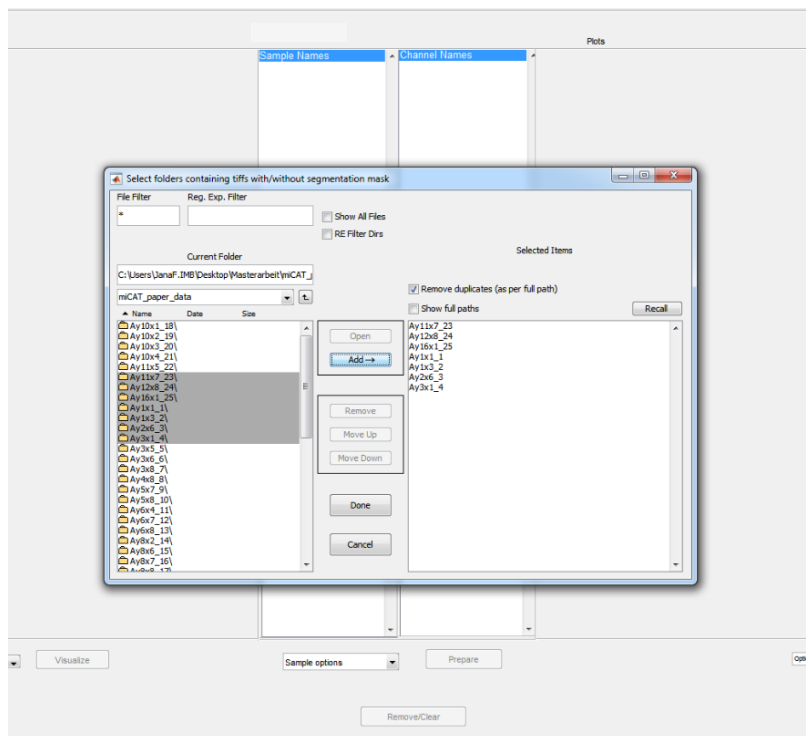 Plots
Sample Names
Channel Names
Select folders containing tiffs with/without segmentation mask
File Filter
Reg. Exp. Filter
*
Show All Files
RE Filter Dirs
Current Folder
Selected Items
C:\Users\JanaF.IMB\Desktop\Masterarbeit\miCAT_p
Remove duplicates (as per full path)
miCAT_paper_data
Show full paths
Recall
Name Date Size
Ay10x1_18\
Ay10x2_19\
Ay10x3_20\
Ay10x4_21\
Ay11x5_22\
Ay11x7_23\
Ay12x8_24\
Ay16x1_25\
Ay1x1_1\
Ay1x3_2\
Ay2x6_3\
Ay3x1_4\
Ay3x5_5\
Ay3x6_6\
Ay3x8_7\
Ay4x8_8\
Ay5x7_9\
Ay5x8_10\
Ay6x4_11\
Ay6x7_12\
Ay6x8_13\
Ay8x2_14\
Ay8x6_15\
Ay8x7_16\
Ay8x8_17\
Open
Add→
Remove
Move Up
Move Down
Done
Cancel
Ay11x7_23
Ay12x8_24
Ay16x1_25
Ay1x1_1
Ay1x3_2
Ay2x6_3
Ay3x1_4
Visualize
Sample options
Prepare
Opti
Remove/Clear